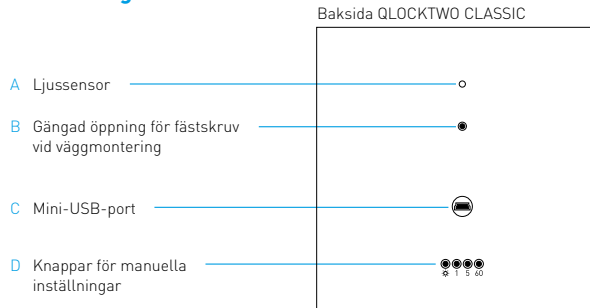 Baksida QLOCKTWO CLASSIC
A Ljussensor
B Gängad öppning för fästskruv
vid väggmontering
C Mini-USB-port
D Knappar för manuella
inställningar
1 5 60